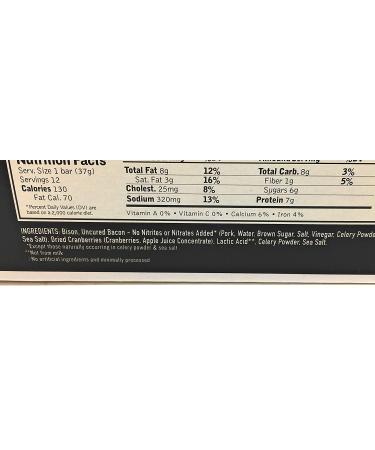 Nutrition Facts
Serv. Size 1 bar (37g)
Servings 12
Calories 130
Fat Cal. 70
*Percent Daily Values (DV) are
based on a 2,000 calorie diet.
Total Fat 8g 12%
Sat. Fat 3g 16%
Cholest. 25mg 8%
Sodium 320mg 13%
Total Carb. 8g 3%
Fiber 1g 5%
Sugars 6g
Protein 7g
Vitamin A 0% • Vitamin C 0% • Calcium 6% • Iron 4%
INGREDIENTS: Bison, Uncured Bacon - No Nitrites or Nitrates Added* (Pork, Water, Brown Sugar, Salt, Vinegar, Celery Powder
Sea Salt), Dried Cranberries (Cranberries, Apple Juice Concentrate), Lactic Acid**, Celery Powder, Sea Salt.
*Except those naturally occurring in celery powder & sea salt
**Not from milk
No artificial ingredients and minimally processed